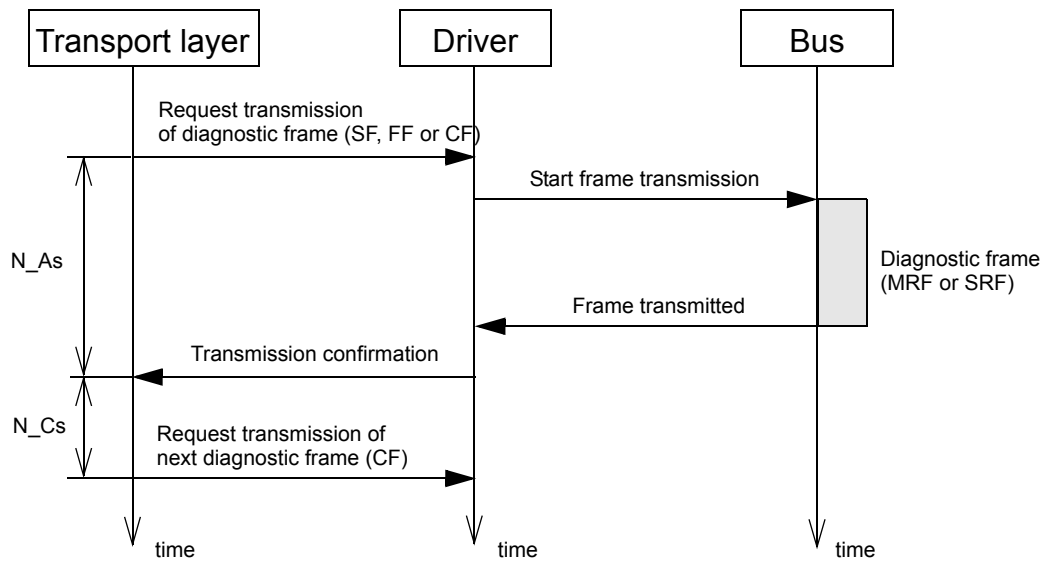 Transport layer
Driver
Bus
Request transmission
of diagnostic frame (SF, FF or CF)
Start frame transmission
N_As
Diagnostic frame
(MRF or SRF)
Frame transmitted
Transmission confirmation
N_Cs
Request transmission of
next diagnostic frame (CF)
time
time
time